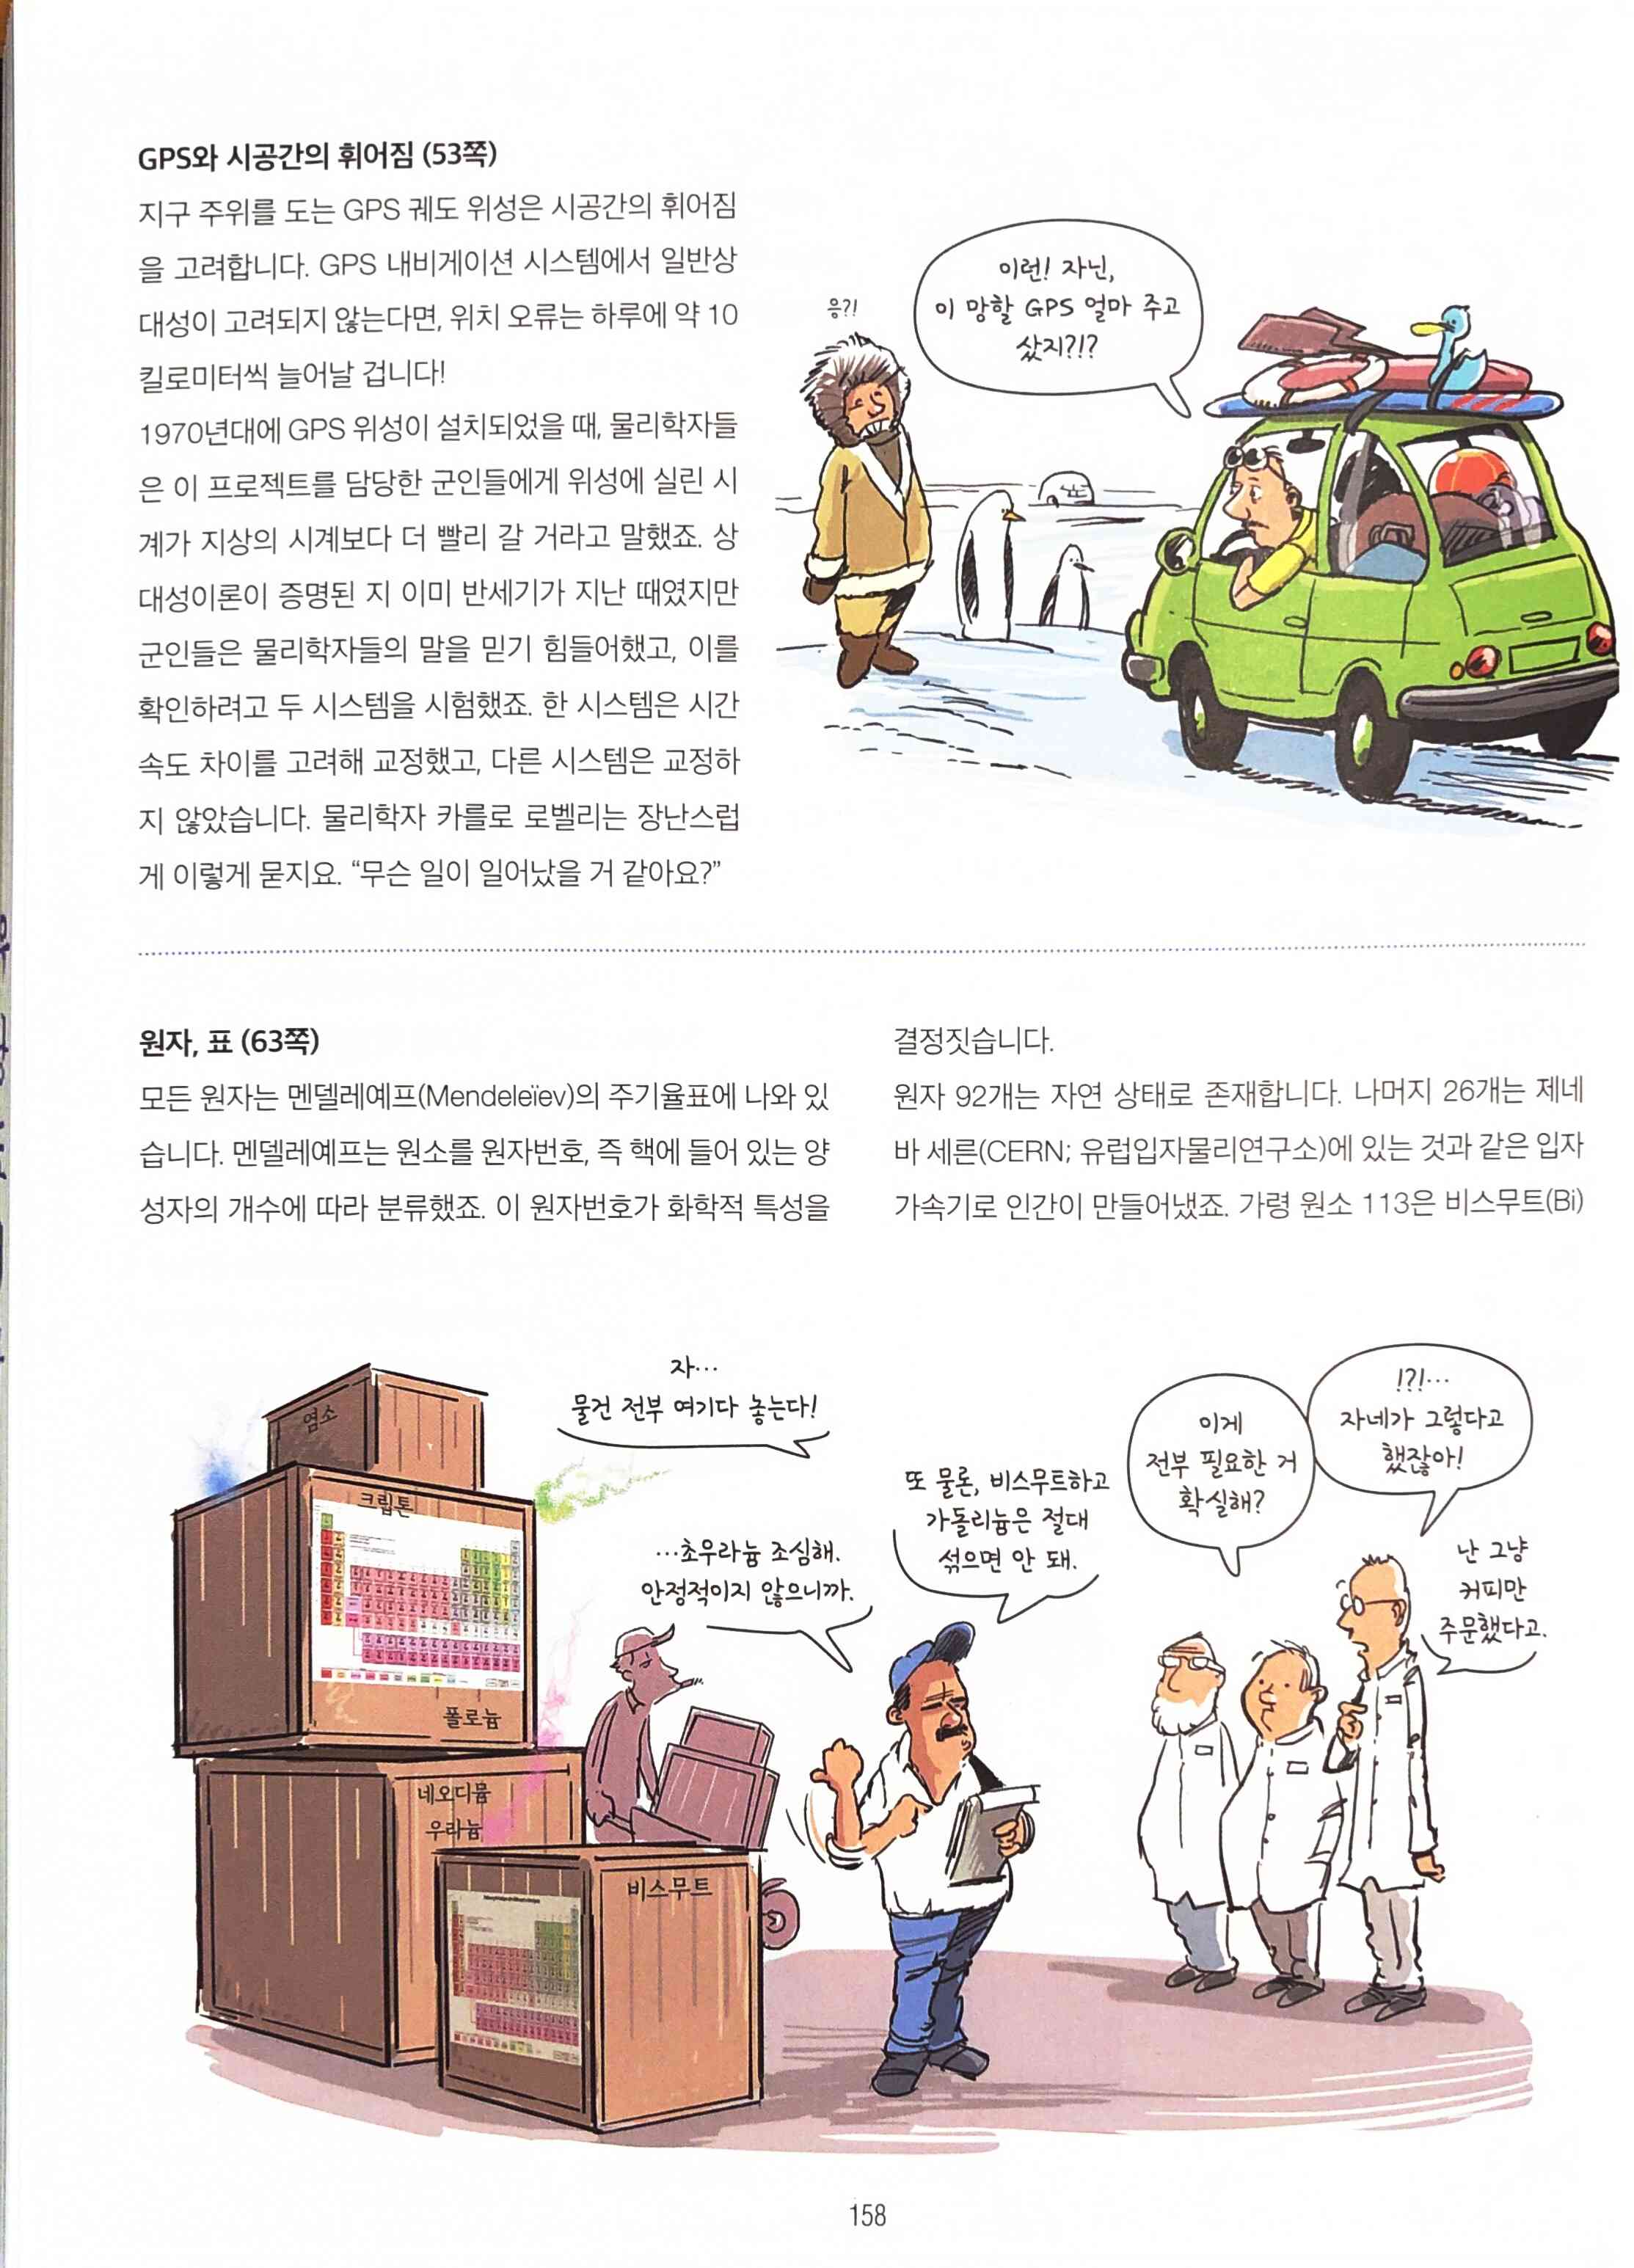 GPS와 시공간의 휘어짐 (53쪽)
지구 주위를 도는 GPS 궤도 위성은 시공간의 휘어짐
을 고려합니다. GPS 내비게이션 시스템에서 일반상
대성이 고려되지 않는다면, 위치 오류는 하루에 약 10
킬로미터씩 늘어날 겁니다!
1970년대에 GPS 위성이 설치되었을 때, 물리학자들
은 이 프로젝트를 담당한 군인들에게 위성에 실린 시
계가 지상의 시계보다 더 빨리 갈 거라고 말했죠. 상
대성이론이 증명된 지 이미 반세기가 지난 때였지만
군인들은 물리학자들의 말을 믿기 힘들어했고, 이를
확인하려고 두 시스템을 시험했죠. 한 시스템은 시간
속도 차이를 고려해 교정했고, 다른 시스템은 교정하
지 않았습니다. 물리학자 카를로 로벨리는 장난스럽
게 이렇게 묻지요. “무슨 일이 일어났을 거 같아요?”
응?!
이런! 자닌,
이 망할 GPS 얼마 주고
샀지?!?
원자, 표 (63쪽)
모든 원자는 멘델레예프(Mendeleïev)의 주기율표에 나와 있
습니다. 멘델레예프는 원소를 원자번호, 즉 핵에 들어 있는 양
성자의 개수에 따라 분류했죠. 이 원자번호가 화학적 특성을
결정짓습니다.
원자 92개는 자연 상태로 존재합니다. 나머지 26개는 제네
바 세른(CERN; 유럽입자물리연구소)에 있는 것과 같은 입자
가속기로 인간이 만들어냈죠. 가령 원소 113은 비스무트(Bi)
자…
물건 전부 여기다 놓는다!
…초우라늄 조심해.
안정적이지 않으니까.
또 물론, 비스무트하고
가돌리늄은 절대
섞으면 안 돼.
이게
전부 필요한 거
확실해?
!?!…
자네가 그렇다고
했잖아!
난 그냥
커피만
주문했다고.
염소
크립톤
폴로늄
네오디뮴
우라늄
비스무트
158